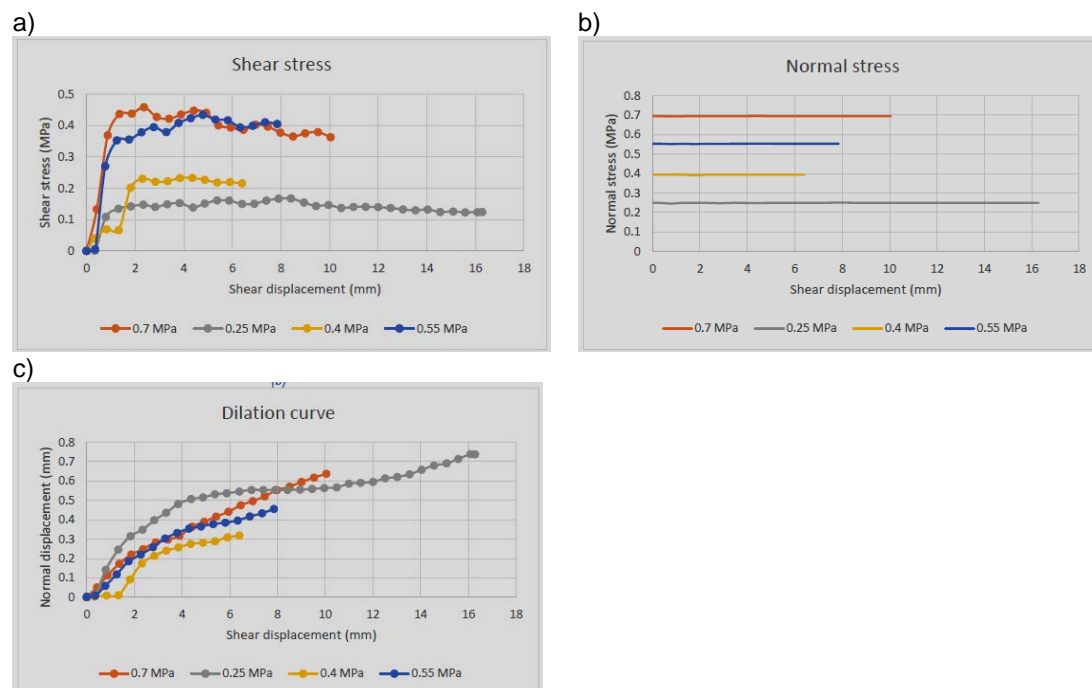 a)
Shear stress
Shear stress (MPa)
0.5
0.4
0.3
0.2
0.1
0
0 2 4 6 8 10 12 14 16 18
Shear displacement (mm)
0.7 MPa 0.25 MPa 0.4 MPa 0.55 MPa
b)
Normal stress
Normal stress (MPa)
0.8
0.7
0.6
0.5
0.4
0.3
0.2
0.1
0
0 2 4 6 8 10 12 14 16 18
Shear displacement (mm)
0.7 MPa 0.25 MPa 0.4 MPa 0.55 MPa
c)
(b)
Dilation curve
Normal displacement (mm)
0.8
0.7
0.6
0.5
0.4
0.3
0.2
0.1
0
0 2 4 6 8 10 12 14 16 18
Shear displacement (mm)
0.7 MPa 0.25 MPa 0.4 MPa 0.55 MPa